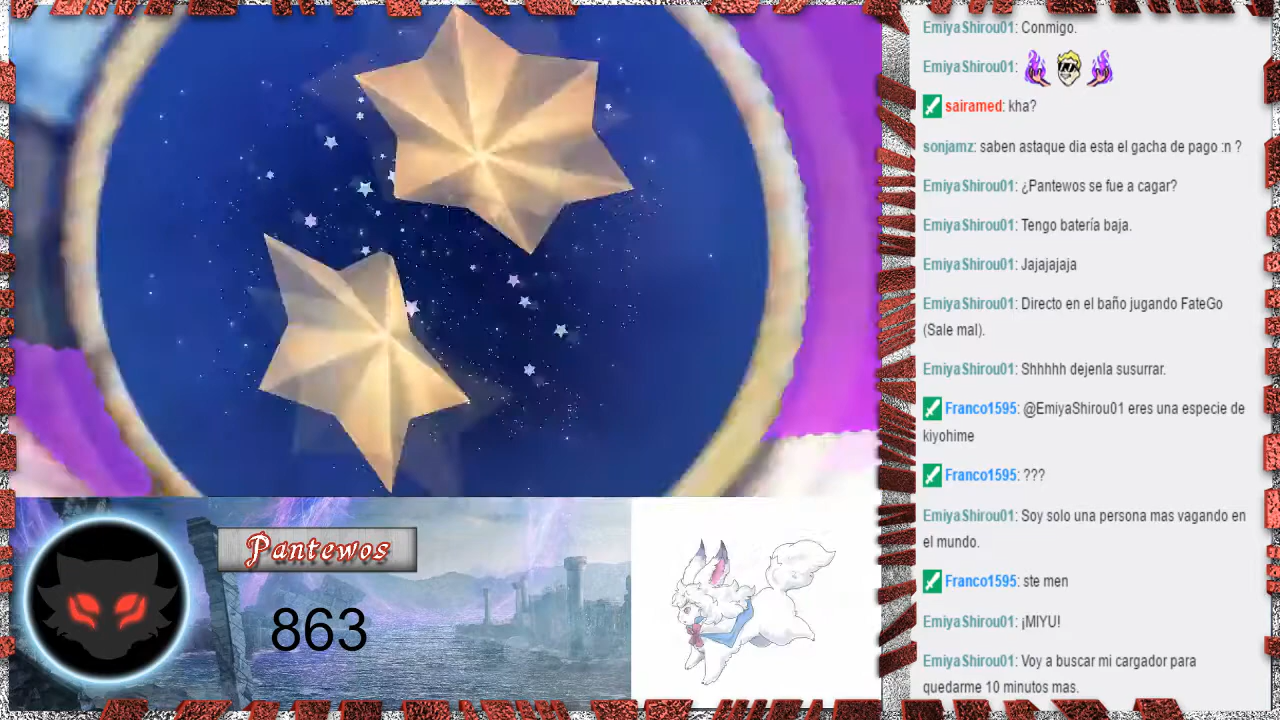 Pantewos
863
EmiyaShirou01: Conmigo.
EmiyaShirou01:
sairamed: kha?
sonjamz: saben astaque dia esta el gacha de pago :n ?
EmiyaShirou01: ¿Pantewos se fue a cagar?
EmiyaShirou01: Tengo batería baja.
EmiyaShirou01: Jajajajaja
EmiyaShirou01: Directo en el baño jugando FateGo
(Sale mal).
EmiyaShirou01: Shhhhh dejenla susurrar.
Franco1595: @EmiyaShirou01 eres una especie de
kiyohime
Franco1595: ???
EmiyaShirou01: Soy solo una persona mas vagando en
el mundo.
Franco1595: ste men
EmiyaShirou01: ¡MIYU!
EmiyaShirou01: Voy a buscar mi cargador para
quedarme 10 minutos mas.